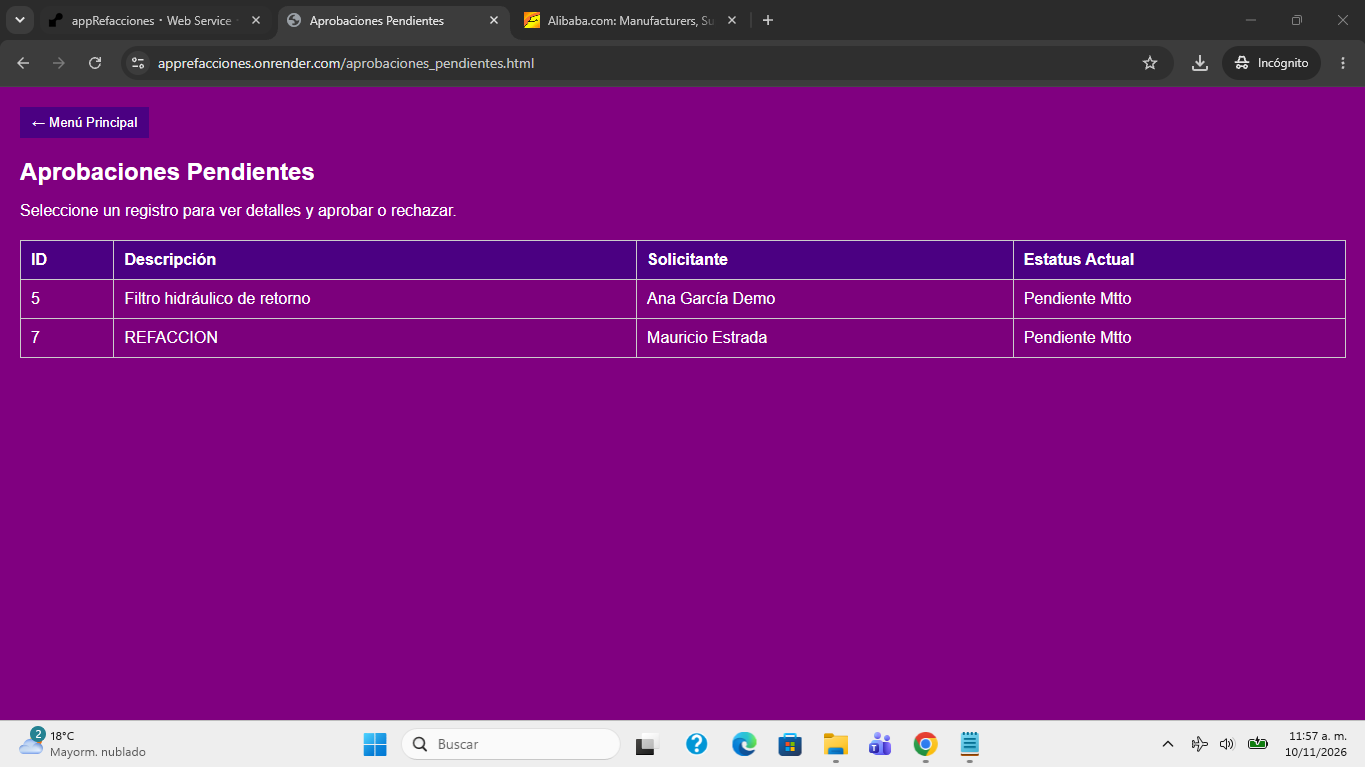 appRefacciones · Web Service
Aprobaciones Pendientes
Alibaba.com: Manufacturers, Su
apprefacciones.onrender.com/aprobaciones_pendientes.html
Incógnito
← Menú Principal
Aprobaciones Pendientes
Seleccione un registro para ver detalles y aprobar o rechazar.
ID Descripción Solicitante Estatus Actual
5 Filtro hidráulico de retorno Ana García Demo Pendiente Mtto
7 REFACCION Mauricio Estrada Pendiente Mtto
2
18°C
Mayorm. nublado
Buscar
11:57 a. m.
10/11/2026